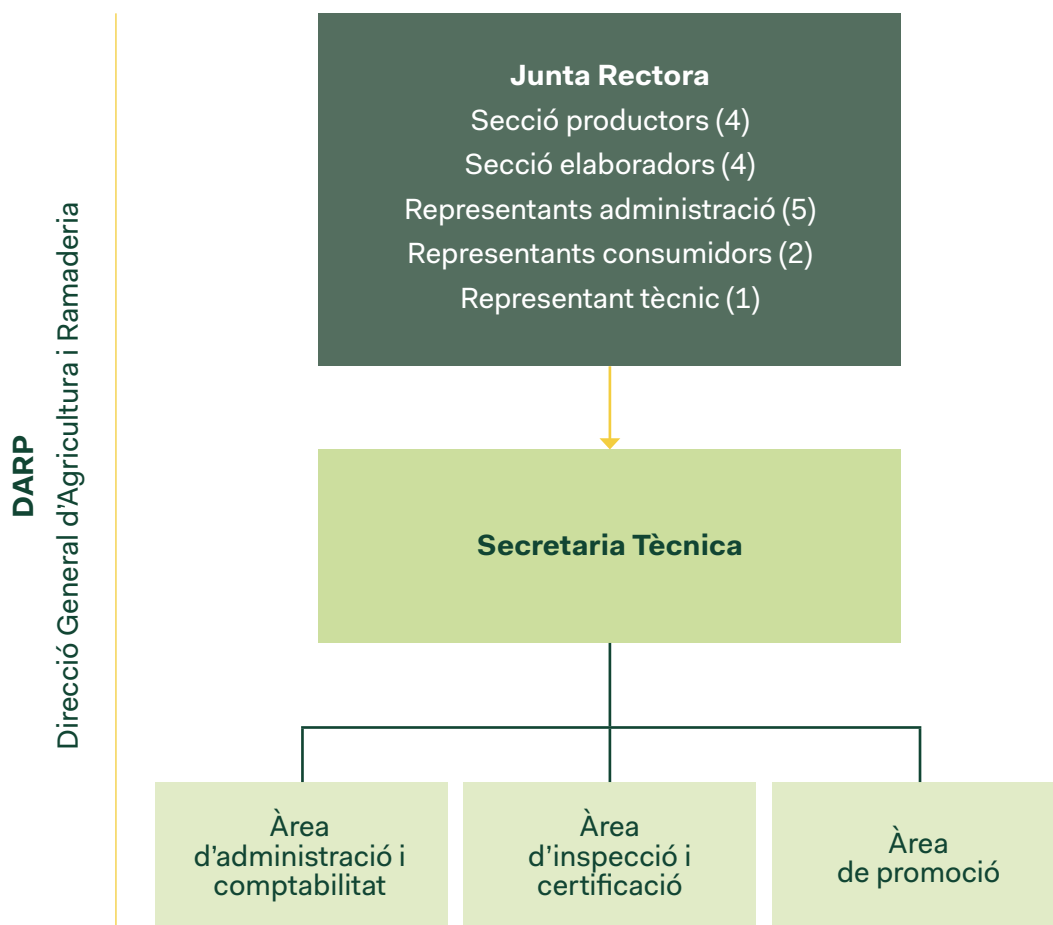 DARP
Direcció General d'Agricultura i Ramaderia
Junta Rectora
Secció productors (4)
Secció elaboradors (4)
Representants administració (5)
Representants consumidors (2)
Representant tècnic (1)
Secretaria Tècnica
Àrea
d'administració i
comptabilitat
Àrea
d'inspecció i
certificació
Àrea
de promoció